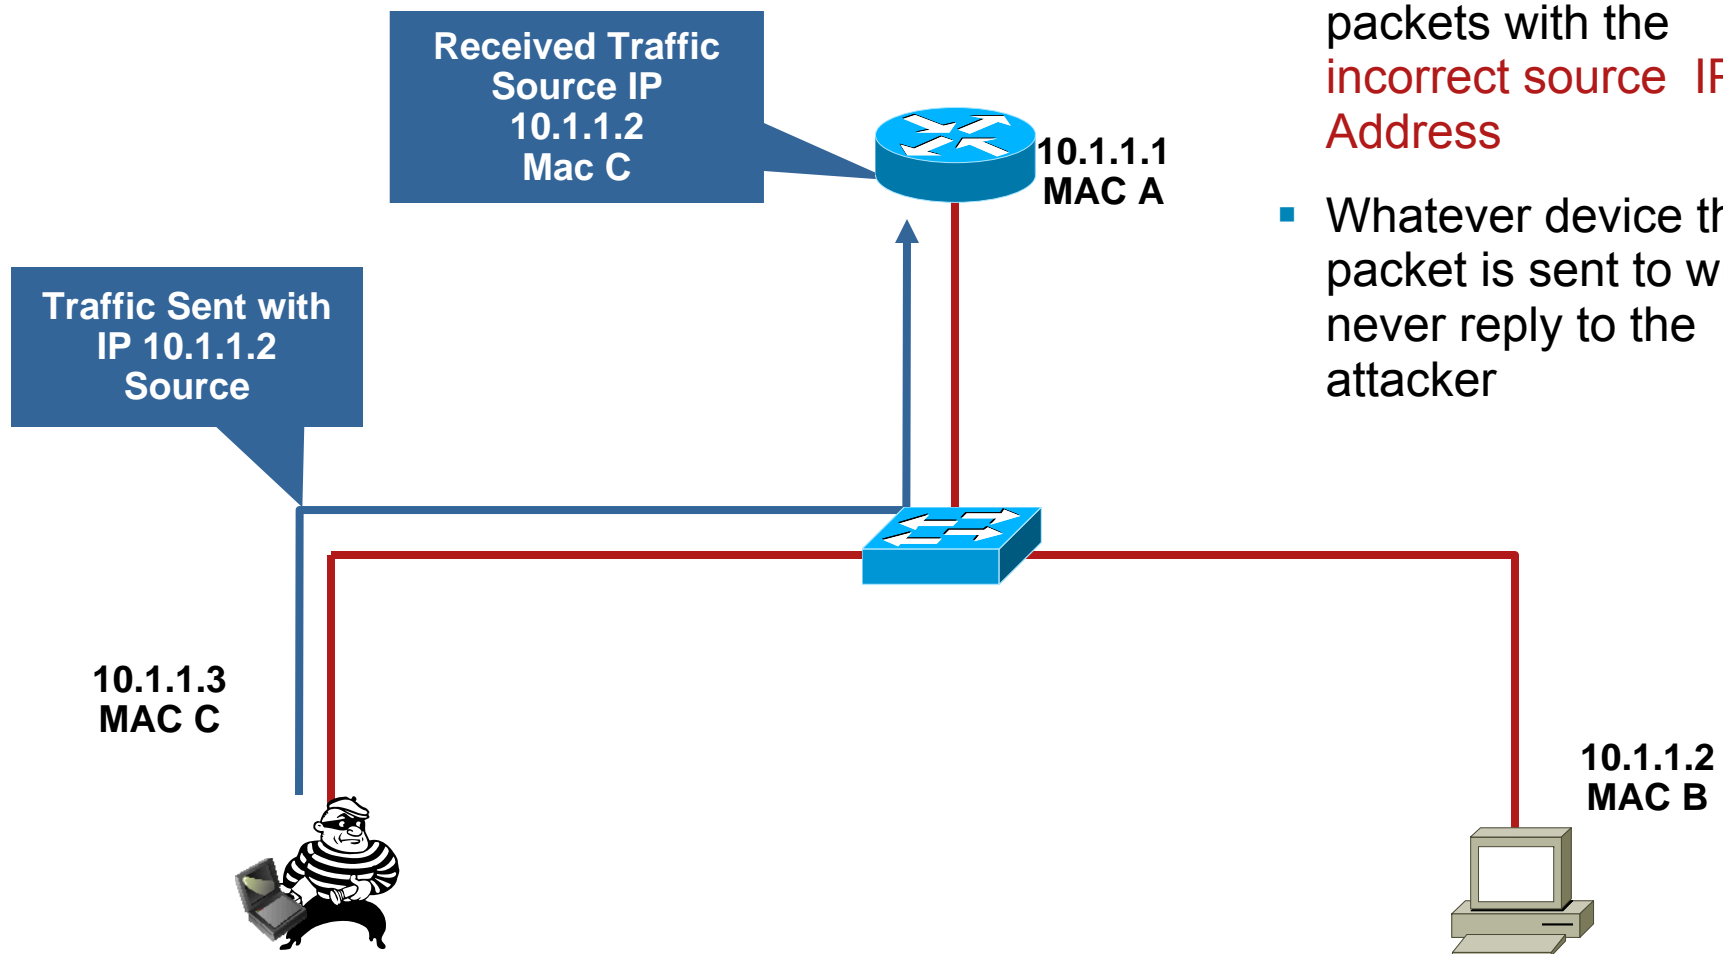 packets with the
incorrect source IP
Address
Whatever device th
packet is sent to w
never reply to the
attacker
Received Traffic
Source IP
10.1.1.2
Mac C
10.1.1.1
MAC A
Traffic Sent with
IP 10.1.1.2
Source
10.1.1.3
MAC C
10.1.1.2
MAC B